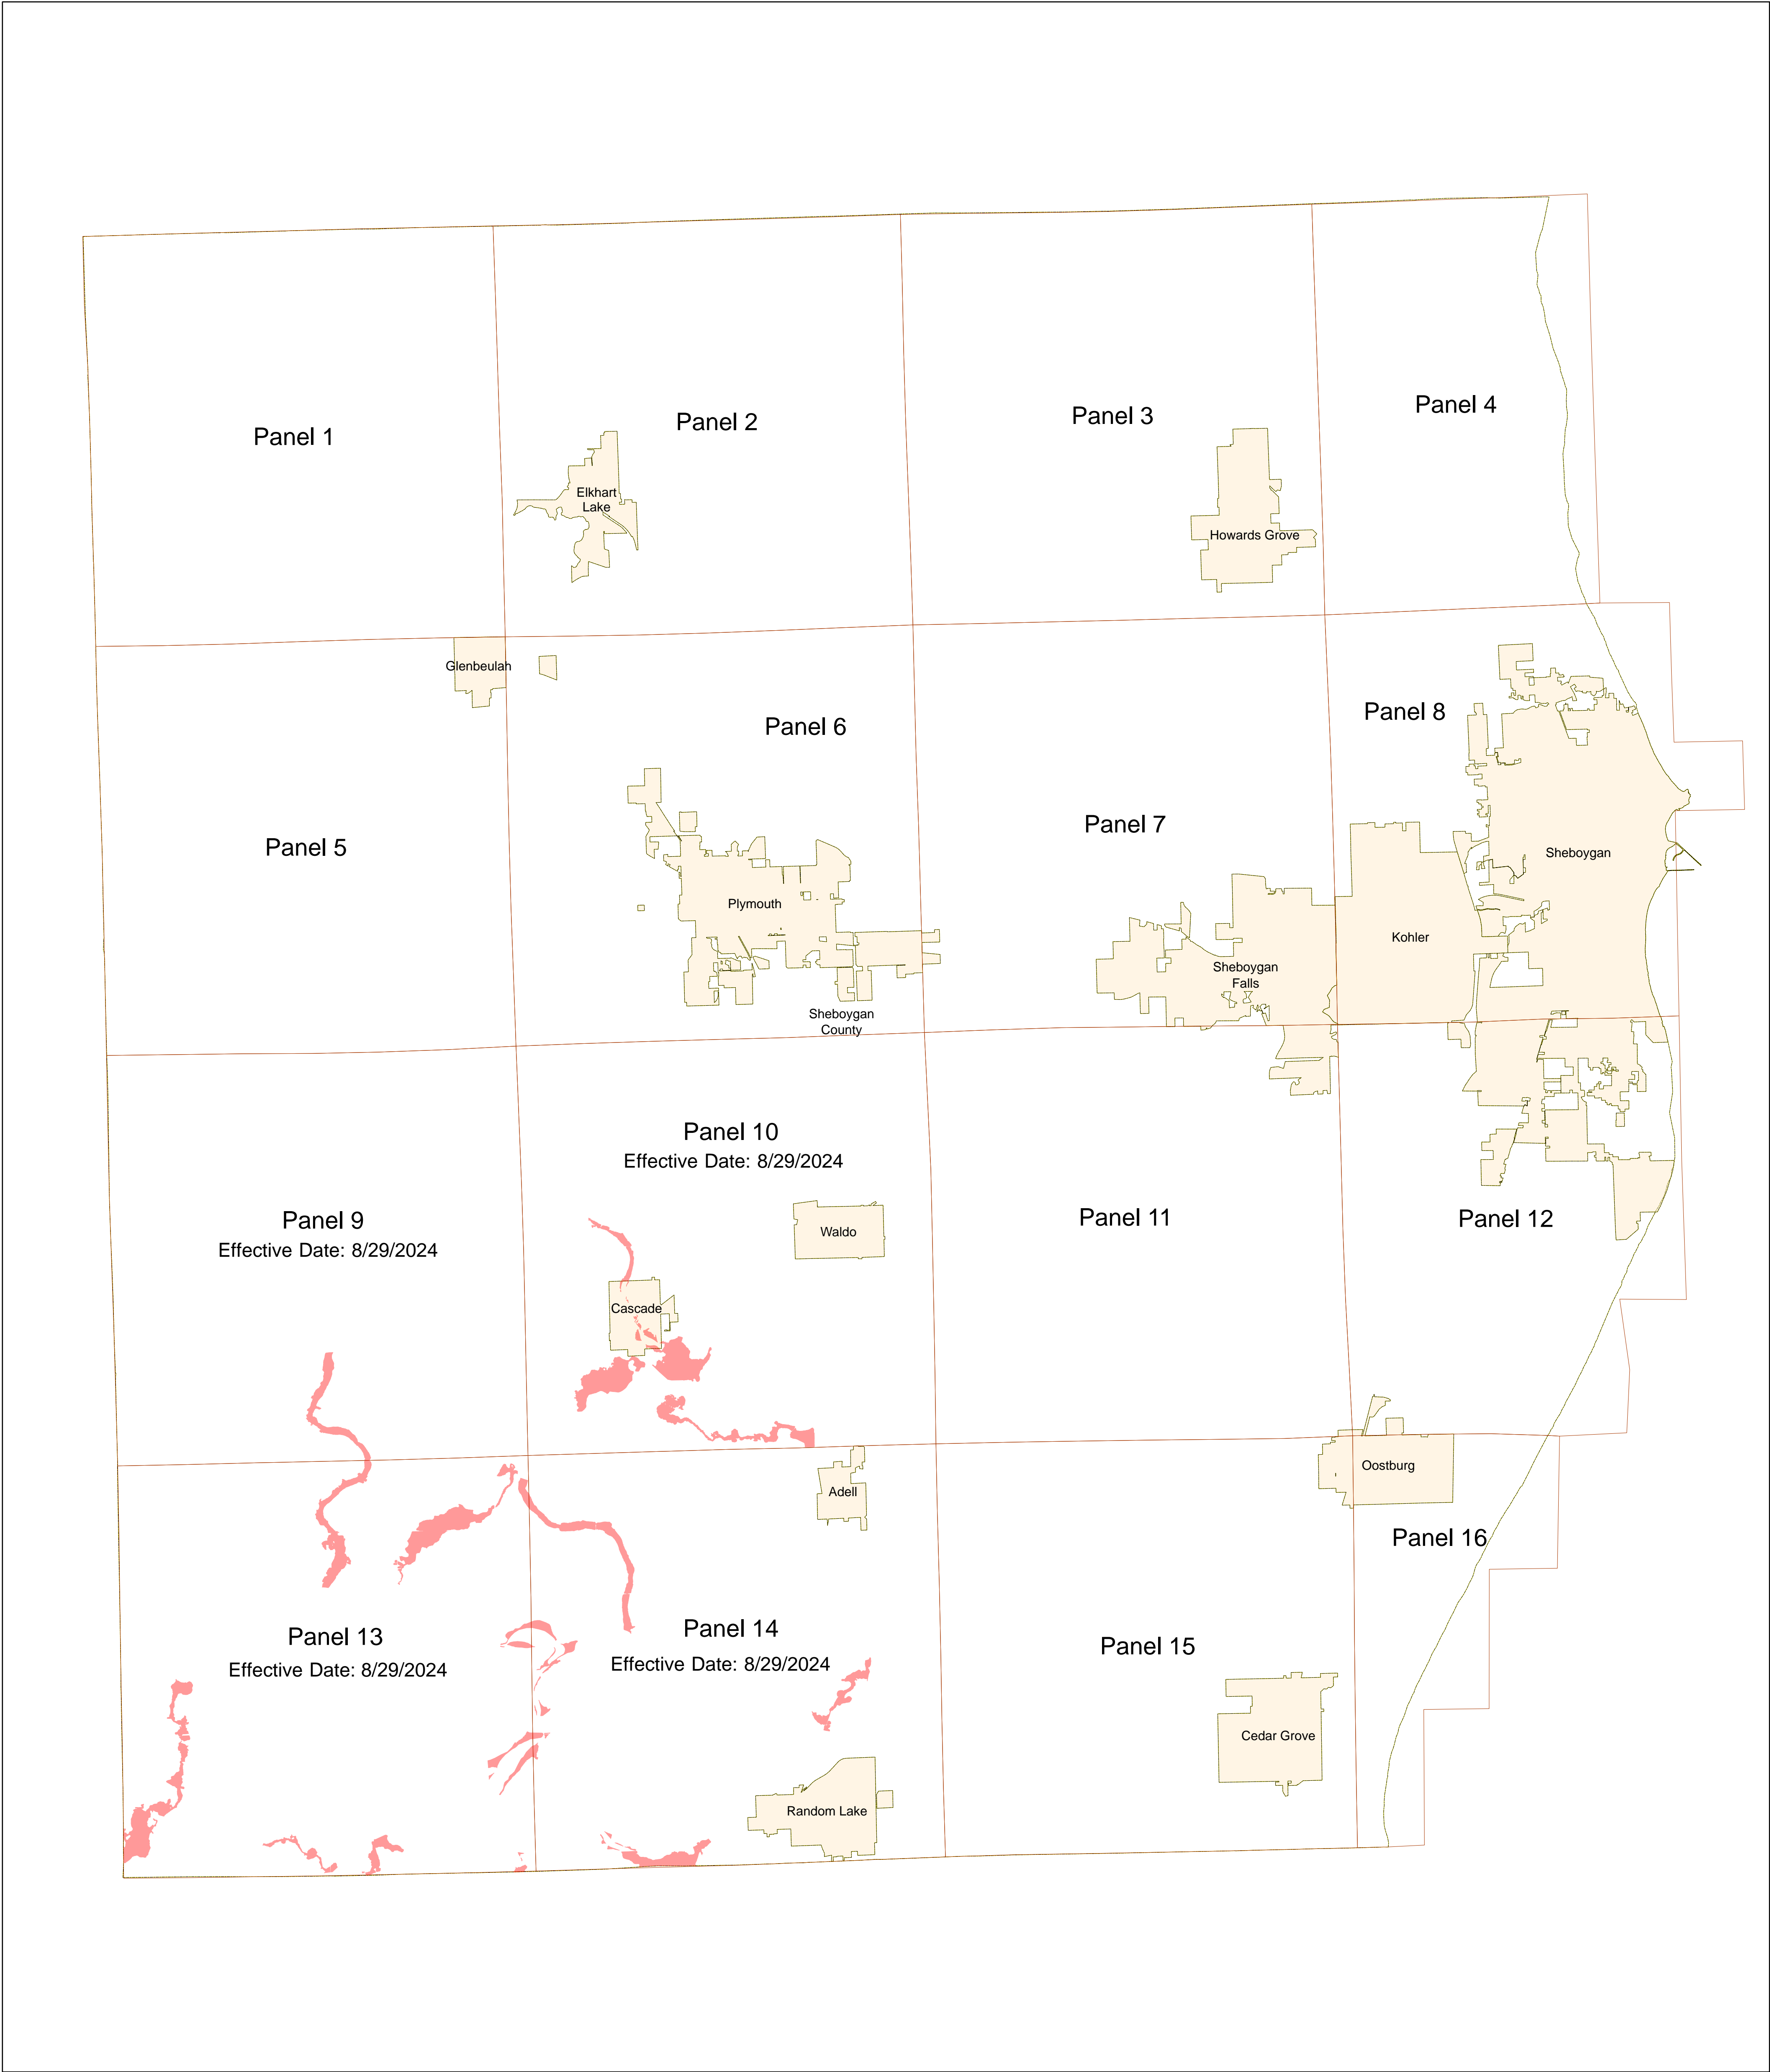 Panel 1
Panel 2
Panel 3
Panel 4
Elkhart
Lake
Howards Grove
Glenbeulah
Panel 5
Panel 6
Panel 7
Panel 8
Plymouth
Sheboygan
County
Sheboygan
Falls
Kohler
Sheboygan
Panel 9
Effective Date: 8/29/2024
Panel 10
Effective Date: 8/29/2024
Waldo
Cascade
Panel 11
Panel 12
Adell
Oostburg
Panel 13
Effective Date: 8/29/2024
Panel 14
Effective Date: 8/29/2024
Random Lake
Panel 15
Cedar Grove
Panel 16